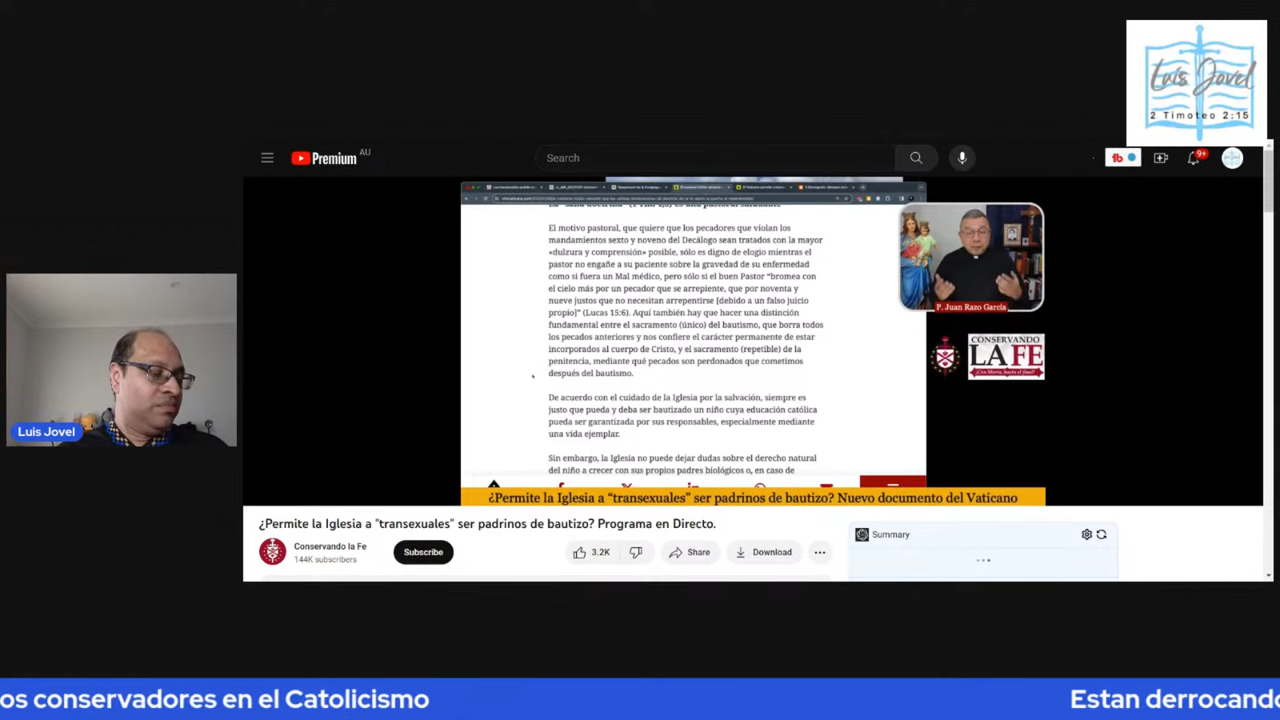 Luis Jovel
2 Timoteo 2:15
Premium
AU
Search
9+
El motivo pastoral, que quiere que los pecadores que violan los
mandamientos sexto y noveno del Decálogo sean tratados con la mayor
«dulzura y comprensión» posible, sólo es digno de elogio mientras el
pastor no engañe a su paciente sobre la gravedad de su enfermedad
como si fuera un Mal médico, pero sólo si el buen Pastor "bromea con
el cielo más por un pecador que se arrepiente, que por noventa y
nueve justos que no necesitan arrepentirse [debido a un falso juicio
propio]" (Lucas 15:6). Aquí también hay que hacer una distinción
fundamental entre el sacramento (único) del bautismo, que borra todos
los pecados anteriores y nos confiere el carácter permanente de estar
incorporados al cuerpo de Cristo, y el sacramento (repetible) de la
penitencia, mediante qué pecados son perdonados que cometimos
después del bautismo.
De acuerdo con el cuidado de la Iglesia por la salvación, siempre es
justo que pueda y deba ser bautizado un niño cuya educación católica
pueda ser garantizada por sus responsables, especialmente mediante
una vida ejemplar.
Sin embargo, la Iglesia no puede dejar dudas sobre el derecho natural
del niño a crecer con sus propios padres biológicos o, en caso de
P. Juan Razo García
CONSERVANDO
LA FE
¡Con María, hasta el final!
Luis Jovel
¿Permite la Iglesia a "transexuales" ser padrinos de bautizo? Nuevo documento del Vaticano
¿Permite la Iglesia a "transexuales" ser padrinos de bautizo? Programa en Directo.
Conservando la Fe
144K subscribers
Subscribe
3.2K
Share
Download
Summary
os conservadores en el Catolicismo
Estan derrocando